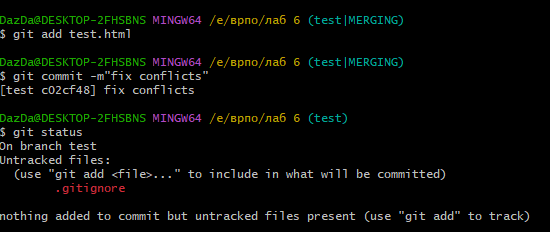 DazDa@DESKTOP-2FHSBNS MINGW64 /e/врпо/лаб 6 (test|MERGING)
$ git add test.html
DazDa@DESKTOP-2FHSBNS MINGW64 /e/врпо/лаб 6 (test|MERGING)
$ git commit -m"fix conflicts"
[test c02cf48] fix conflicts
DazDa@DESKTOP-2FHSBNS MINGW64 /e/врпо/лаб 6 (test)
$ git status
On branch test
Untracked files:
  (use "git add <file>..." to include in what will be committed)
        .gitignore
nothing added to commit but untracked files present (use "git add" to track)